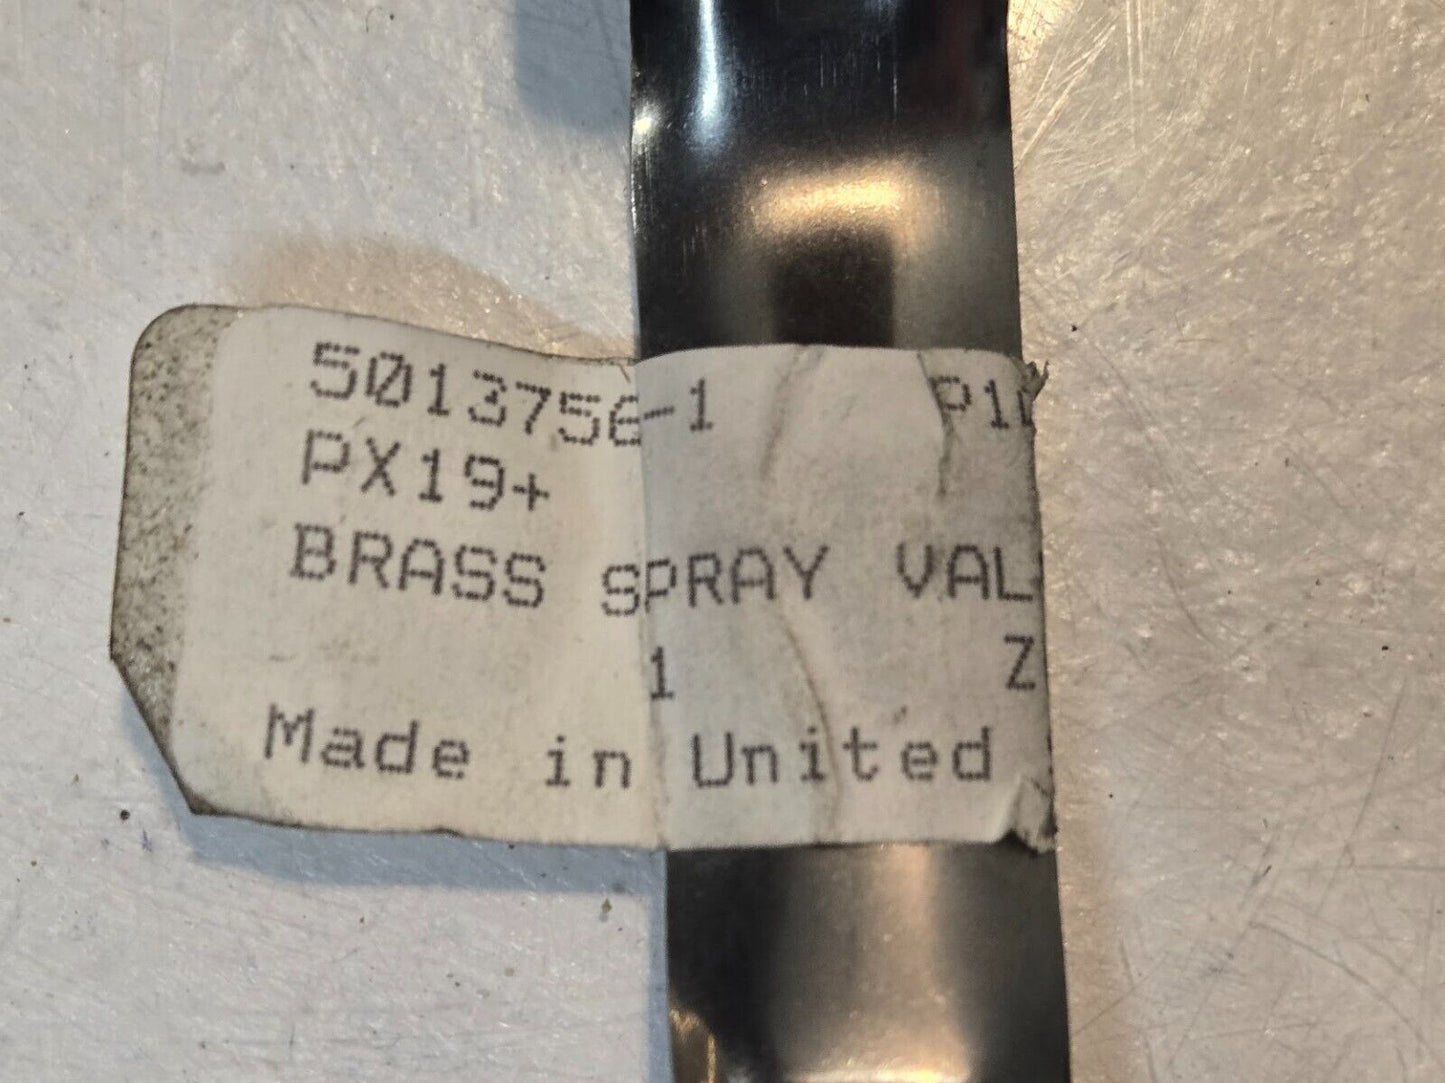 5013756-1 P1
PX19+
BRASS SPRAY VAL
1 Z
Made in United